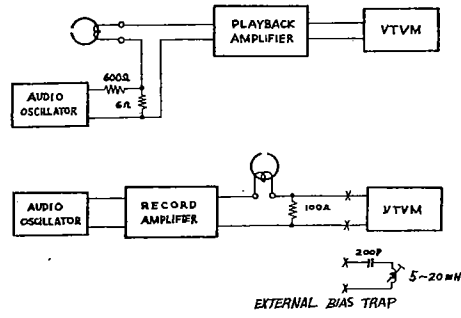 PLAYBACK
AMPLIFIER
VTVM
600Ω
6Ω
AUDIO
OSCILLATOR
AUDIO
OSCILLATOR
RECORD
AMPLIFIER
100Ω
VTVM
200P
5~20mH
EXTERNAL BIAS TRAP